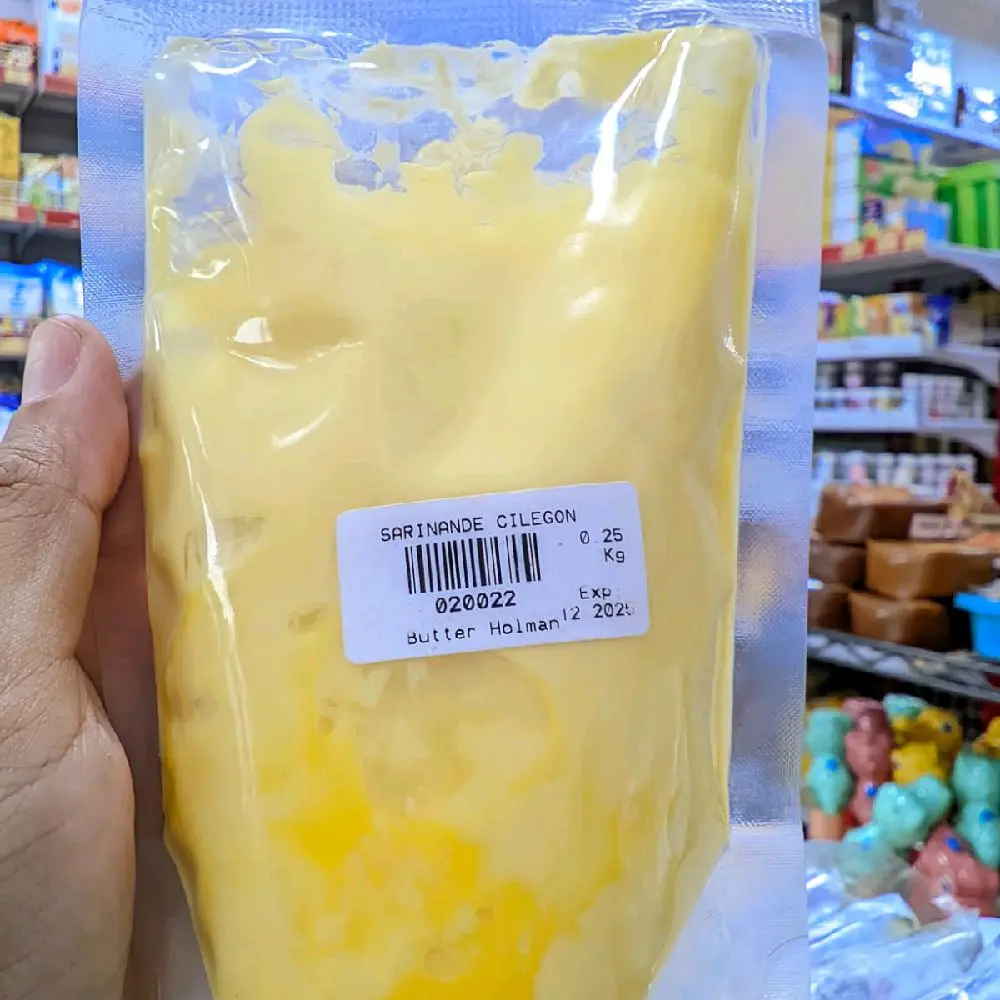 SARINANDE CILEGON
0.25
Kg
020022
Exp:
12 2025
Butter Holman